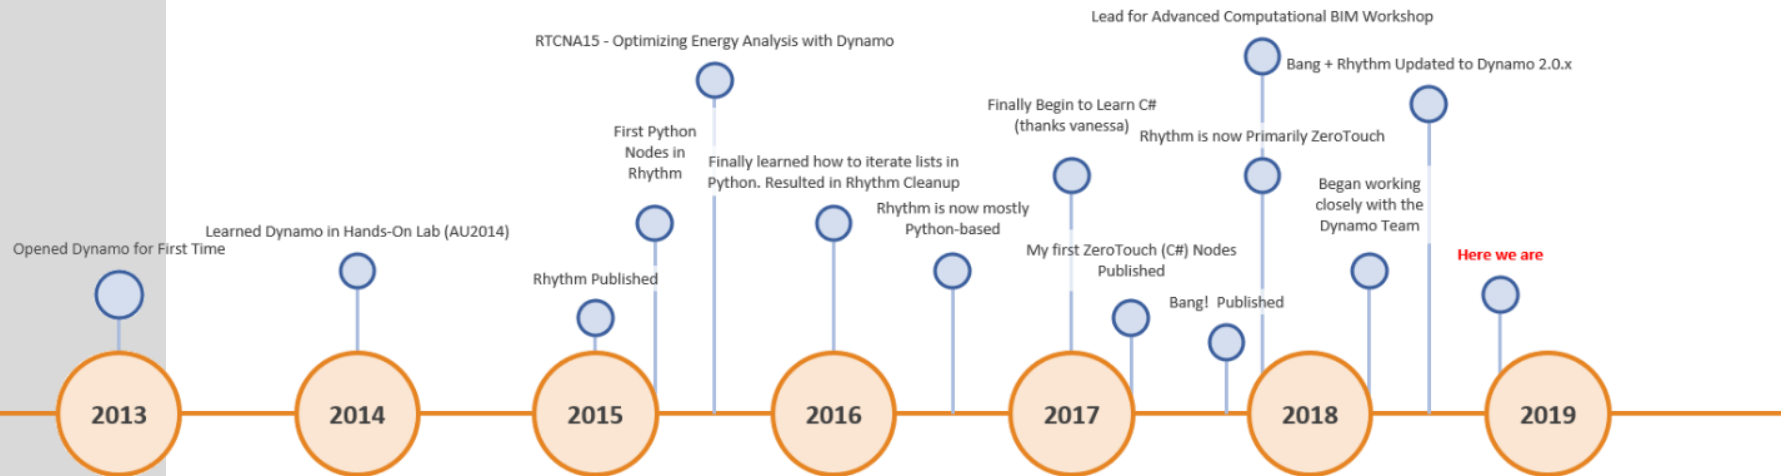 Opened Dynamo for First Time
Learned Dynamo in Hands-On Lab (AU2014)
Rhythm Published
First Python
Nodes in
Rhythm
RTCNA15 - Optimizing Energy Analysis with Dynamo
Finally learned how to iterate lists in
Python. Resulted in Rhythm Cleanup
Rhythm is now mostly
Python-based
Finally Begin to Learn C#
(thanks vanessa)
My first ZeroTouch (C#) Nodes
Published
Bang! Published
Lead for Advanced Computational BIM Workshop
Rhythm is now Primarily ZeroTouch
Began working
closely with the
Dynamo Team
Bang + Rhythm Updated to Dynamo 2.0.x
Here we are
2013
2014
2015
2016
2017
2018
2019